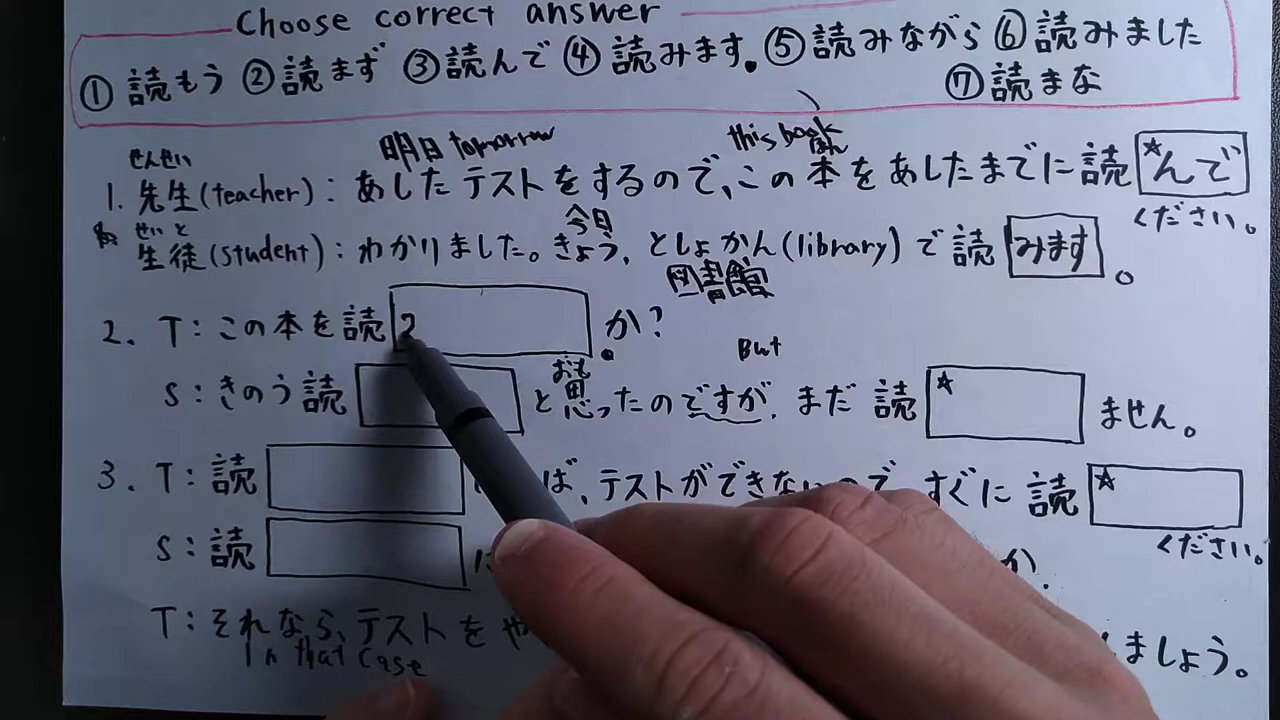 Choose correct answer
①読もう ②読まず ③読んで ④読みます。 ⑤読みながら ⑥読みました
⑦読まな
せんせい 明日 tomorrow this book ほん
1. 先生(teacher): あしたテストをするので、この本をあしたまでに読 ☆んで
ください。
せいと 今日
生徒(student): わかりました。きょう、としょかん(library)で読 みます 。
図書館
2. T: この本を読 。か?
おも But
S: きのう読 と思ったのですが、まだ読 ☆ ません。
3. T: 読 ば、テストができないので、すぐに読 ☆
ください。
S: 読 か.
T: それなら、テストをや ましょう。
In that case